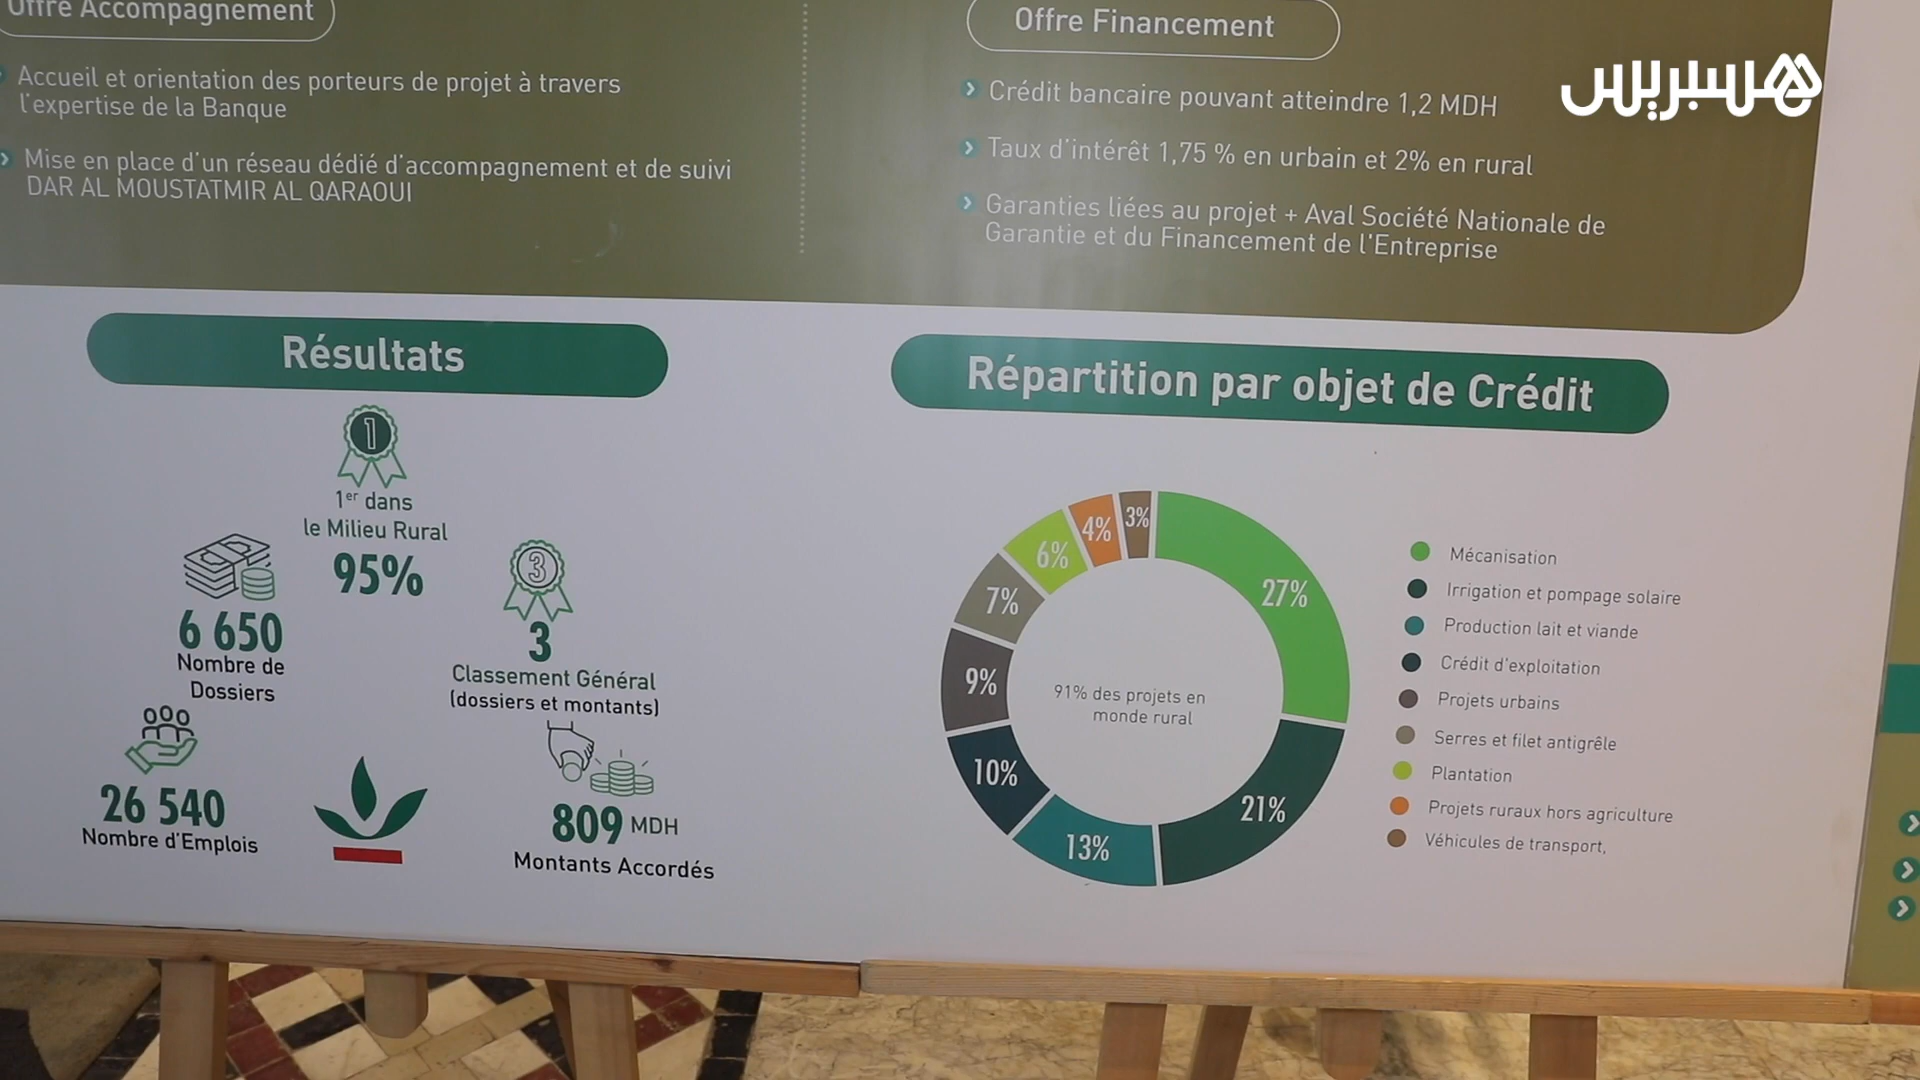 Offre Accompagnement
Accueil et orientation des porteurs de projet à travers
l'expertise de la Banque
Mise en place d'un réseau dédié d'accompagnement et de suivi
DAR AL MOUSTATMIR AL QARAOUI
Offre Financement
Crédit bancaire pouvant atteindre 1,2 MDH
Taux d'intérêt 1,75 % en urbain et 2% en rural
Garanties liées au projet + Aval Société Nationale de
Garantie et du Financement de l'Entreprise
هسبريس
Résultats
1
1er dans
le Milieu Rural
95%
6 650
Nombre de
Dossiers
3
3
Classement Général
(dossiers et montants)
26 540
Nombre d'Emplois
809 MDH
Montants Accordés
Répartition par objet de Crédit
27%
21%
13%
10%
9%
7%
6%
4%
3%
91% des projets en
monde rural
Mécanisation
Irrigation et pompage solaire
Production lait et viande
Crédit d'exploitation
Projets urbains
Serres et filet antigrêle
Plantation
Projets ruraux hors agriculture
Véhicules de transport,